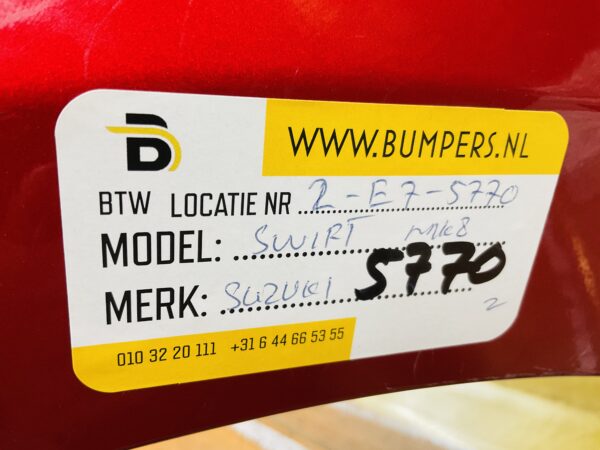 B
WWW.BUMPERS.NL
BTW LOCATIE NR 2-E7-5770
MODEL: SWIFT
MERK: SUZUKI 5770
2
010 32 20 111 +31 6 44 66 53 55